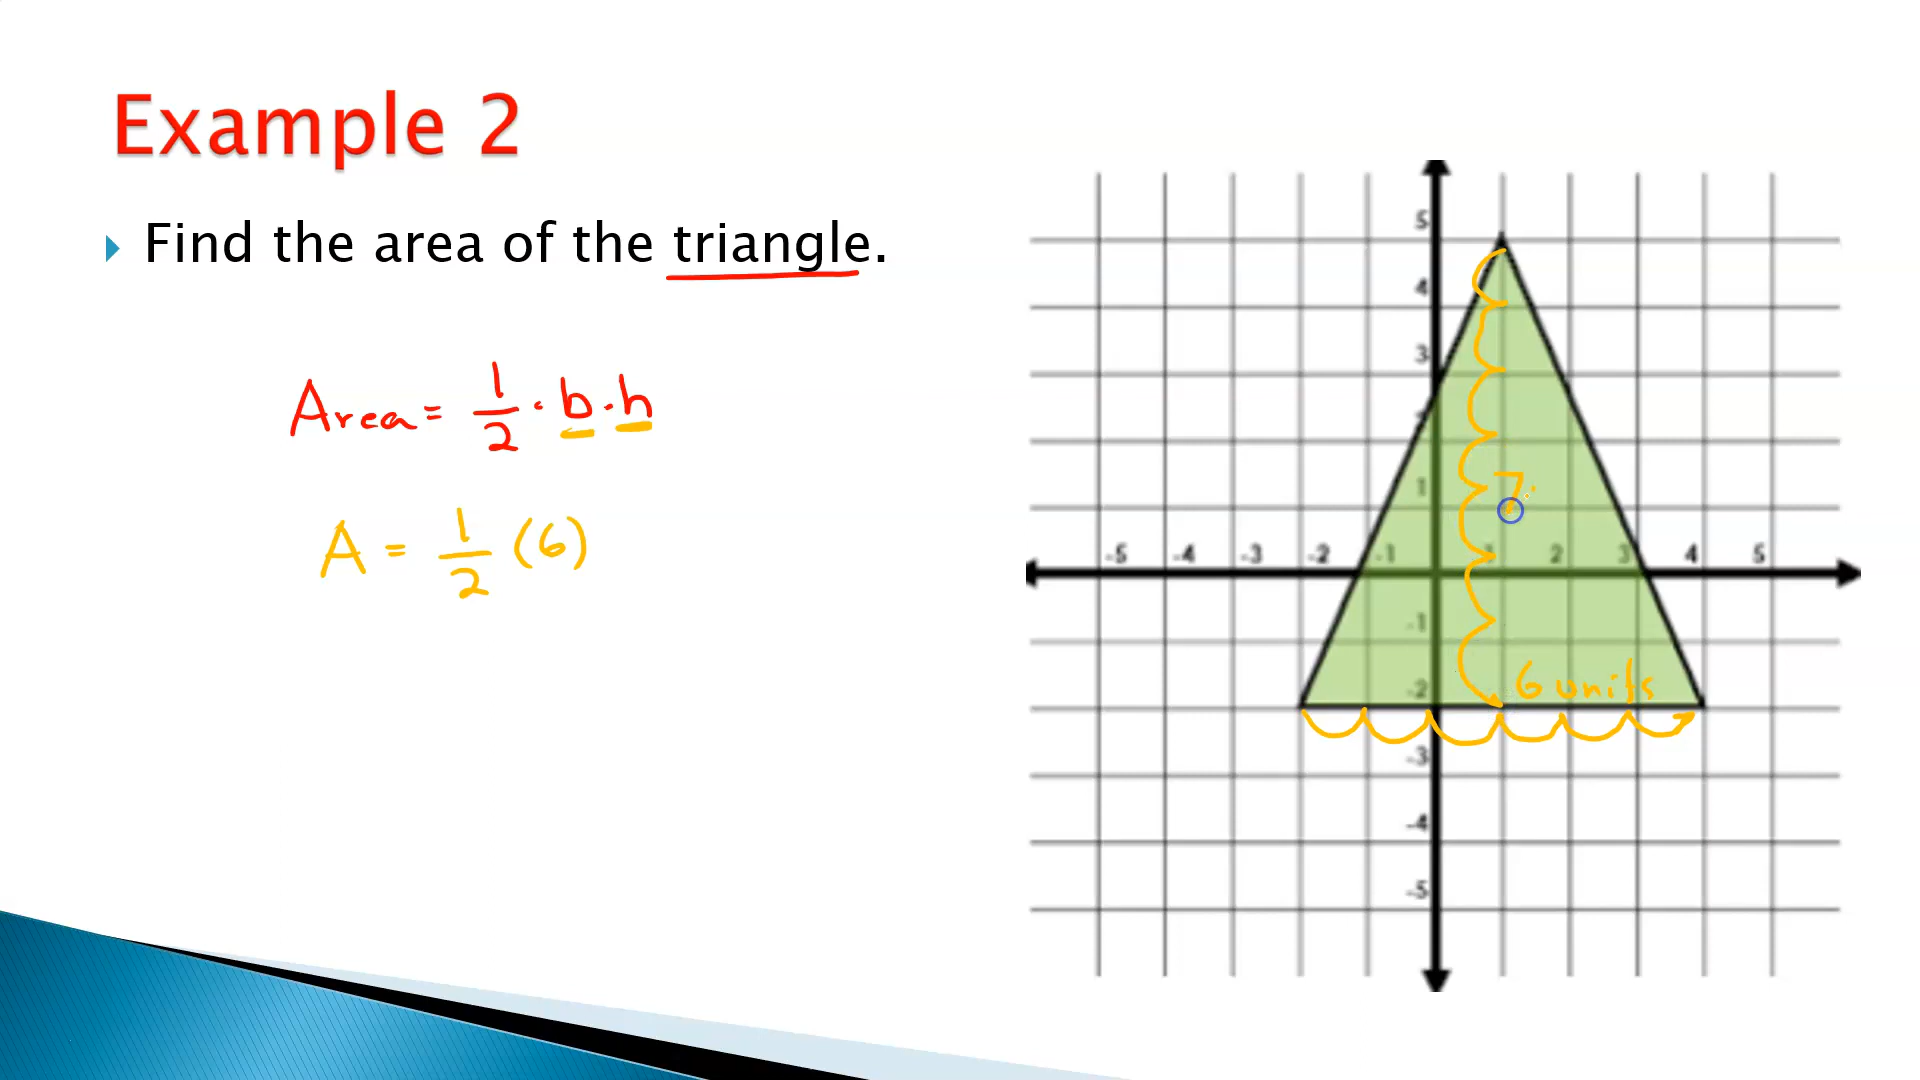 Example 2
Find the area of the triangle.
Area = 1/2 · b · h
A = 1/2 (6)
5
4
3
1
-5 -4 -3 -2 -1 1 2 3 4 5
-1
-2
-3
-4
-5
7
6 units